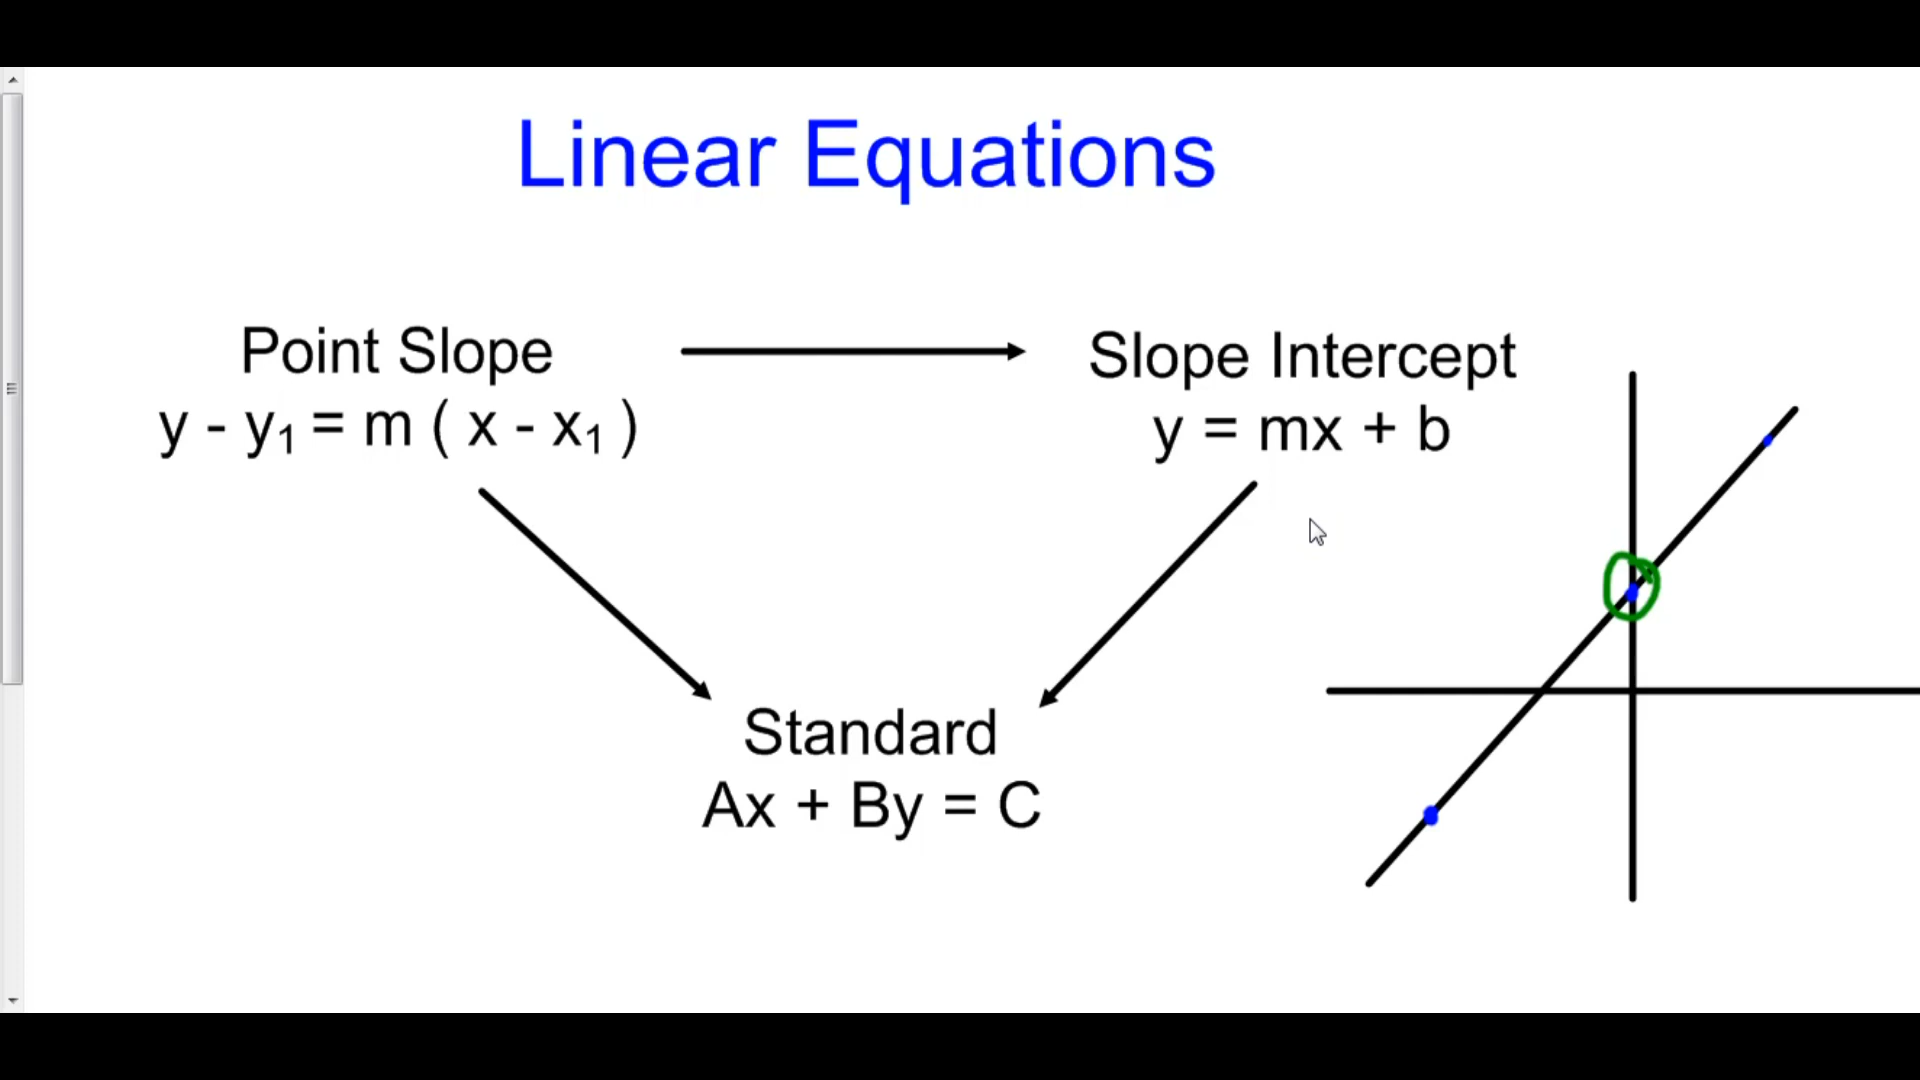 Linear Equations
Point Slope
y - y₁ = m ( x - x₁ )
Slope Intercept
y = mx + b
Standard
Ax + By = C